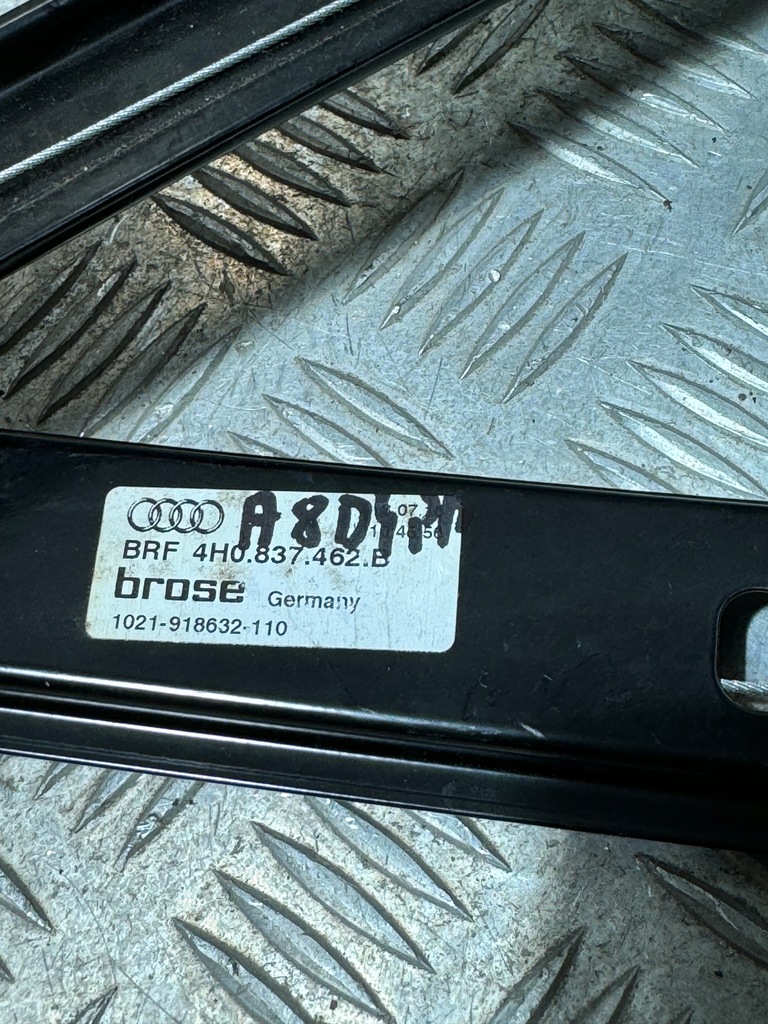 A8D4
BRF 4H0.837.462.B
brose Germany
1021-918632-110